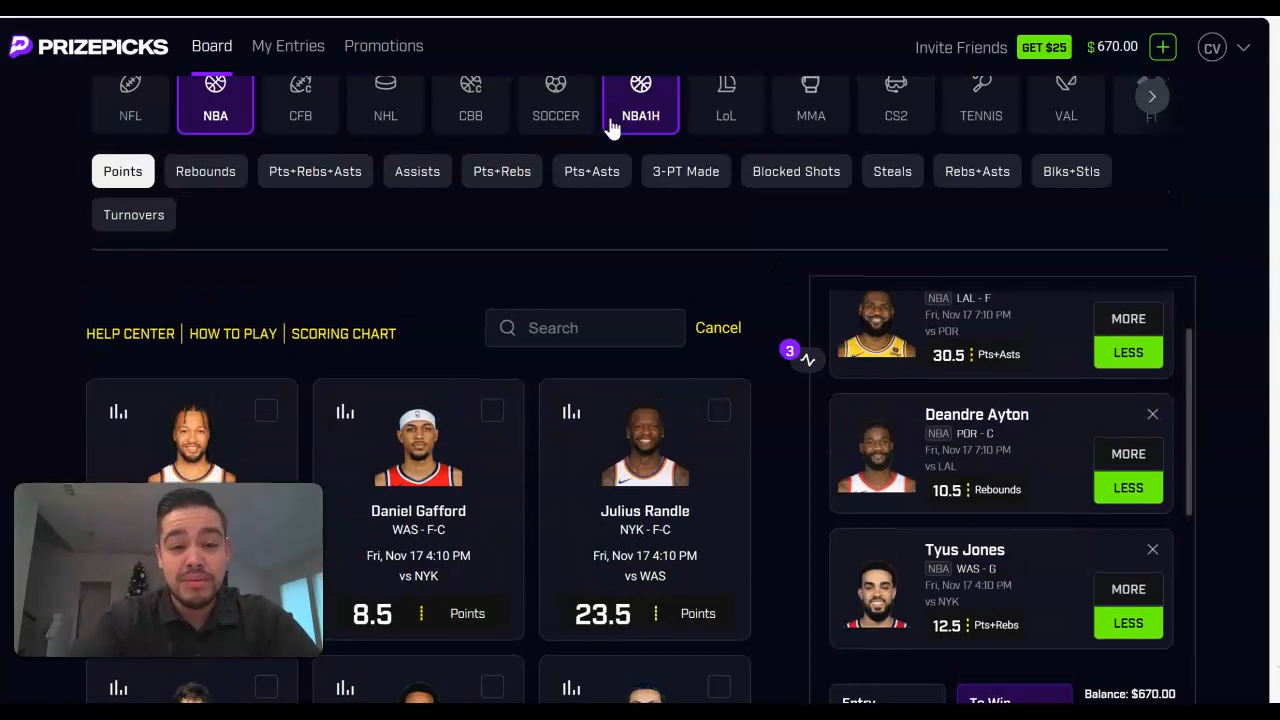 PRIZEPICKS
Board
My Entries
Promotions
Invite Friends
GET $25
$ 670.00
CV
NFL
NBA
CFB
NHL
CBB
SOCCER
NBA1H
LoL
MMA
CS2
TENNIS
VAL
Points
Rebounds
Pts+Rebs+Asts
Assists
Pts+Rebs
Pts+Asts
3-PT Made
Blocked Shots
Steals
Rebs+Asts
Blks+Stls
Turnovers
HELP CENTER
HOW TO PLAY
SCORING CHART
Search
Cancel
Daniel Gafford
WAS - F-C
Fri, Nov 17 4:10 PM
vs NYK
8.5
Points
Julius Randle
NYK - F-C
Fri, Nov 17 4:10 PM
vs WAS
23.5
Points
3
NBA LAL - F
Fri, Nov 17 7:10 PM
vs POR
30.5 Pts+Asts
MORE
LESS
Deandre Ayton
NBA POR - C
Fri, Nov 17 7:10 PM
vs LAL
10.5 Rebounds
MORE
LESS
Tyus Jones
NBA WAS - G
Fri, Nov 17 4:10 PM
vs NYK
12.5 Pts+Rebs
MORE
LESS
Entry
To Win
Balance: $670.00